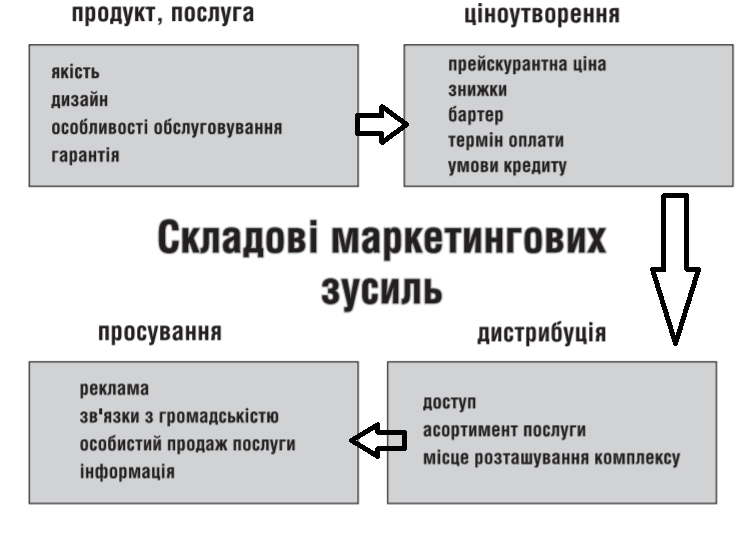 продукт, послуга
якість
дизайн
особливості обслуговування
гарантія
ціноутворення
прейскурантна ціна
знижки
бартер
термін оплати
умови кредиту
Складові маркетингових
зусиль
дистрибуція
доступ
асортимент послуги
місце розташування комплексу
просування
реклама
зв'язки з громадськістю
особистий продаж послуги
інформація